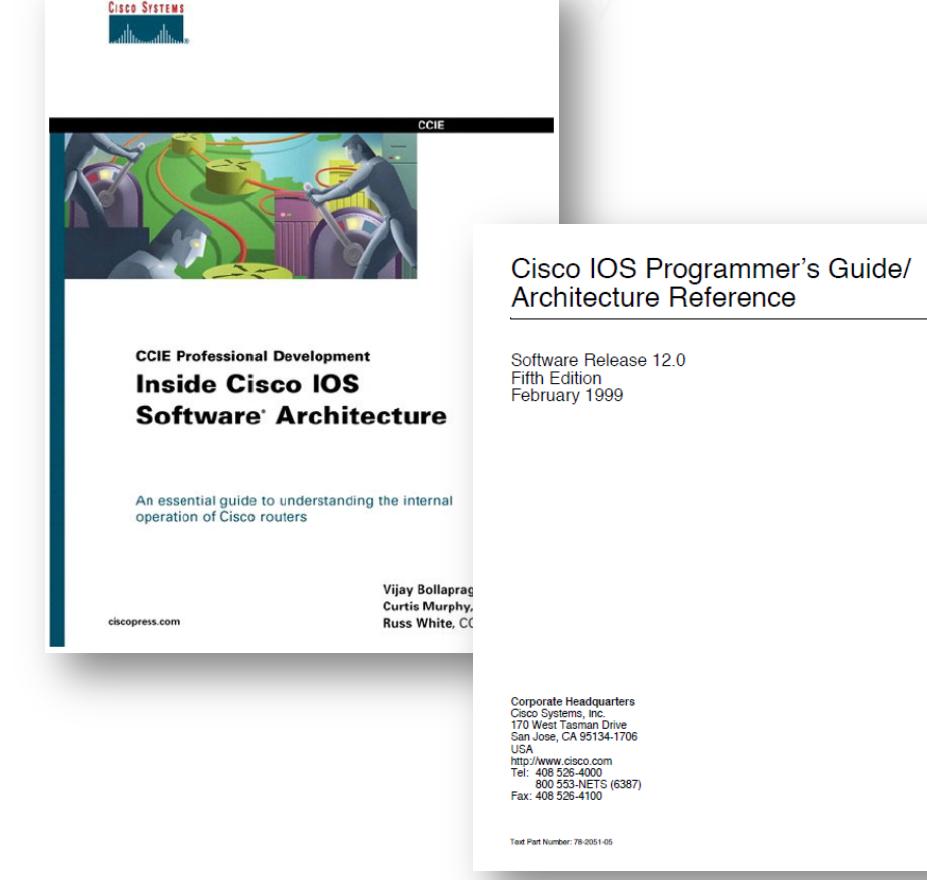 CISCO SYSTEMS
CCIE
CCIE Professional Development
Inside Cisco IOS
Software® Architecture
An essential guide to understanding the internal
operation of Cisco routers
Curtis Murphy,
Russ White,
Vijay
ciscopress.com
Cisco IOS Programmer's Guide/
Architecture Reference
Software Release 12.0
Fifth Edition
February 1999
Corporate Headquarters
Cisco Systems, Inc.
170 West Tasman Drive
San Jose, CA 95134-1706
USA
http://www.cisco.com
Tel: 408 526-4000
800 553-NETS (6387)
Fax: 408 526-4100
Text Part Number: 78-2051-05